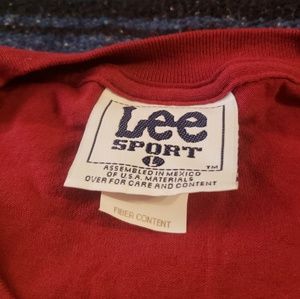 Lee
SPORT
L
TM
ASSEMBLED IN MEXICO
OF U.S.A. MATERIALS
OVER FOR CARE AND CONTENT
FIBER CONTENT